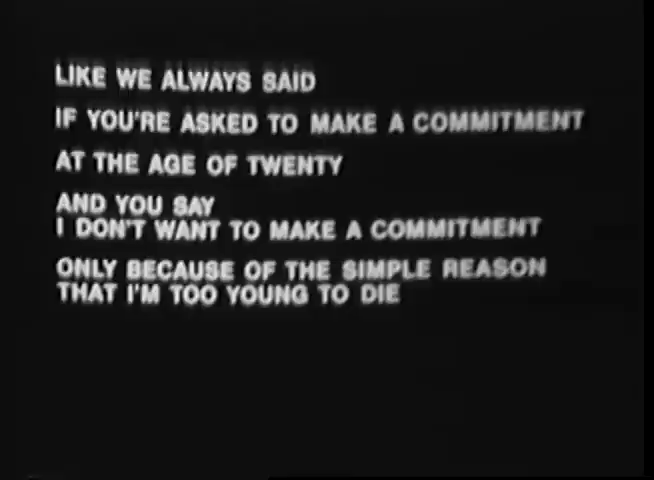 LIKE WE ALWAYS SAID
IF YOU'RE ASKED TO MAKE A COMMITMENT
AT THE AGE OF TWENTY
AND YOU SAY
I DON'T WANT TO MAKE A COMMITMENT
ONLY BECAUSE OF THE SIMPLE REASON
THAT I'M TOO YOUNG TO DIE